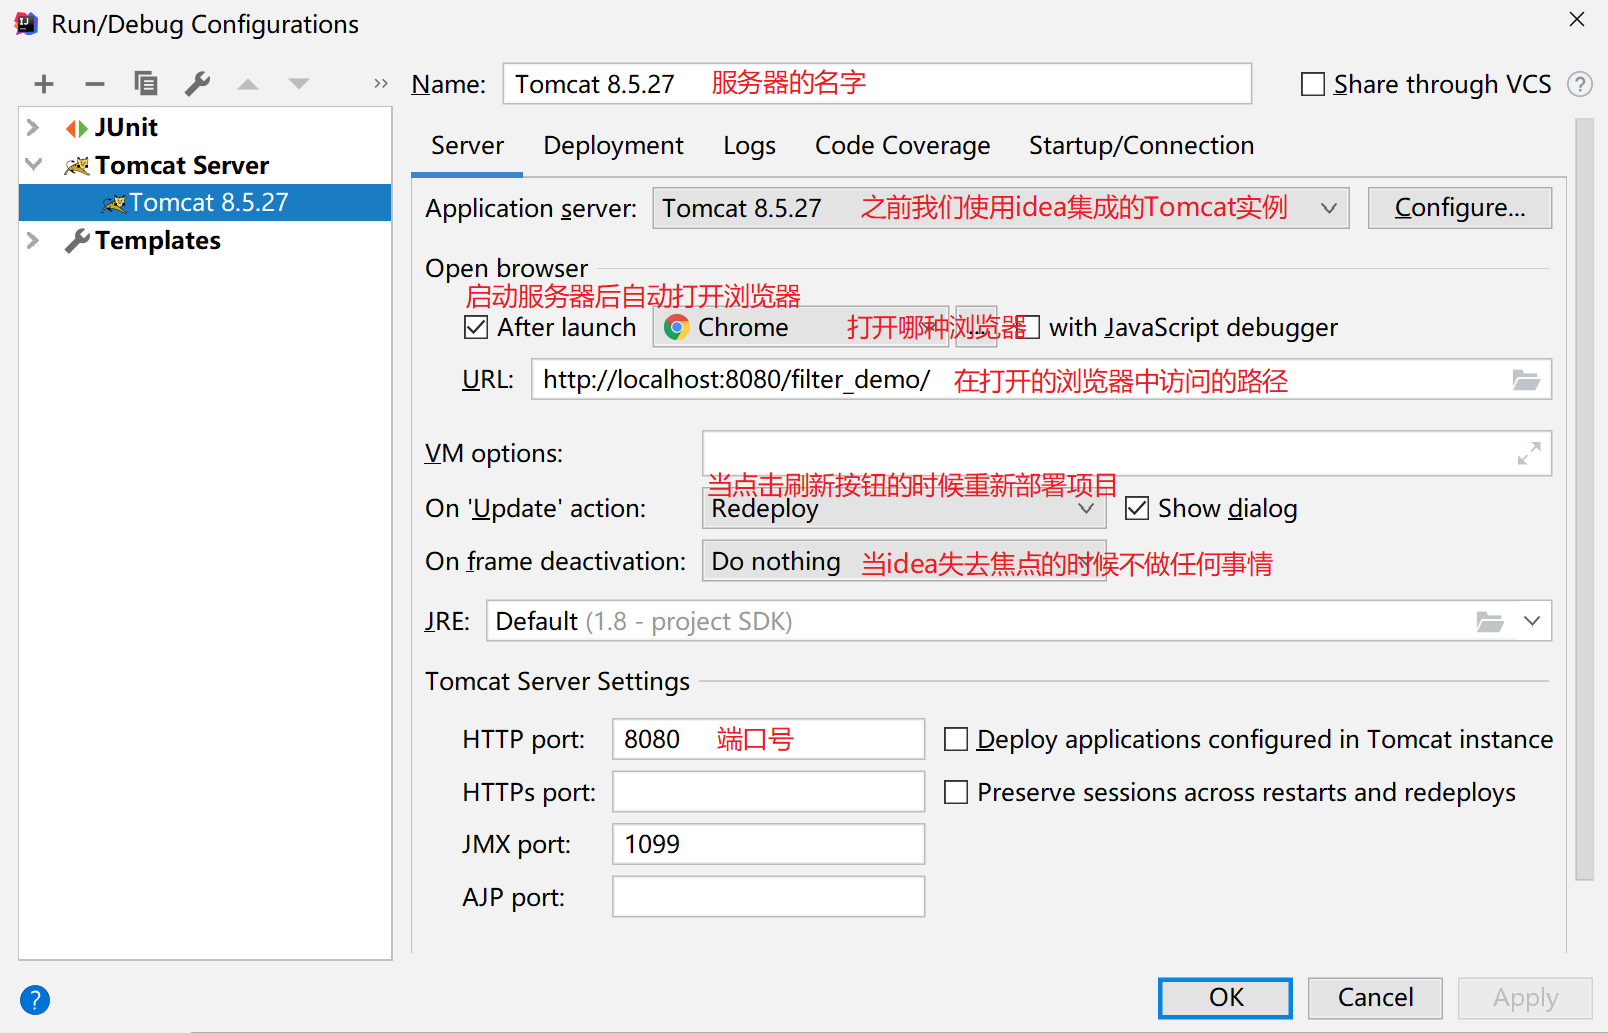 Run/Debug Configurations
Name: Tomcat 8.5.27 服务器的名字 Share through VCS ?
JUnit
Tomcat Server
Tomcat 8.5.27
Templates
Server Deployment Logs Code Coverage Startup/Connection
Application server: Tomcat 8.5.27 之前我们使用idea集成的Tomcat实例 Configure...
Open browser
启动服务器后自动打开浏览器
After launch Chrome 打开哪种浏览器 ... with JavaScript debugger
URL: http://localhost:8080/filter_demo/ 在打开的浏览器中访问的路径
VM options:
当点击刷新按钮的时候重新部署项目
On 'Update' action: Redeploy Show dialog
On frame deactivation: Do nothing 当idea失去焦点的时候不做任何事情
JRE: Default (1.8 - project SDK)
Tomcat Server Settings
HTTP port: 8080 端口号 Deploy applications configured in Tomcat instance
HTTPs port: Preserve sessions across restarts and redeploys
JMX port: 1099
AJP port:
? OK Cancel Apply